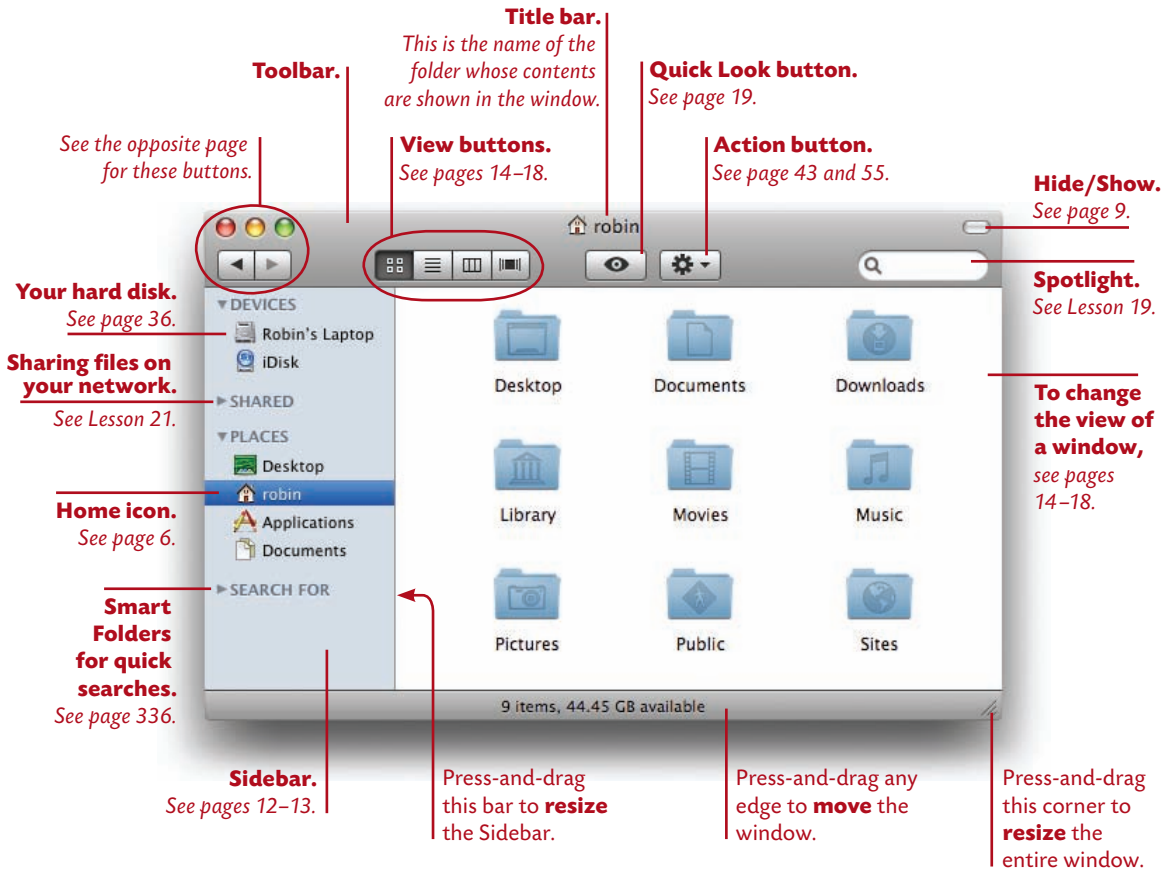 Title bar.
This is the name of the
folder whose contents
are shown in the window.
Toolbar.
Quick Look button.
See page 19.
See the opposite page
for these buttons.
View buttons.
See pages 14–18.
Action button.
See page 43 and 55.
Hide/Show.
See page 9.
robin
Spotlight.
See Lesson 19.
Your hard disk.
See page 36.
Sharing files on
your network.
See Lesson 21.
Home icon.
See page 6.
Smart
Folders
for quick
searches.
See page 336.
DEVICES
Robin's Laptop
iDisk
SHARED
PLACES
Desktop
robin
Applications
Documents
SEARCH FOR
Desktop Documents Downloads
Library Movies Music
Pictures Public Sites
To change
the view of
a window,
see pages
14–18.
9 items, 44.45 GB available
Sidebar.
See pages 12–13.
Press-and-drag
this bar to resize
the Sidebar.
Press-and-drag any
edge to move the
window.
Press-and-drag
this corner to
resize the
entire window.